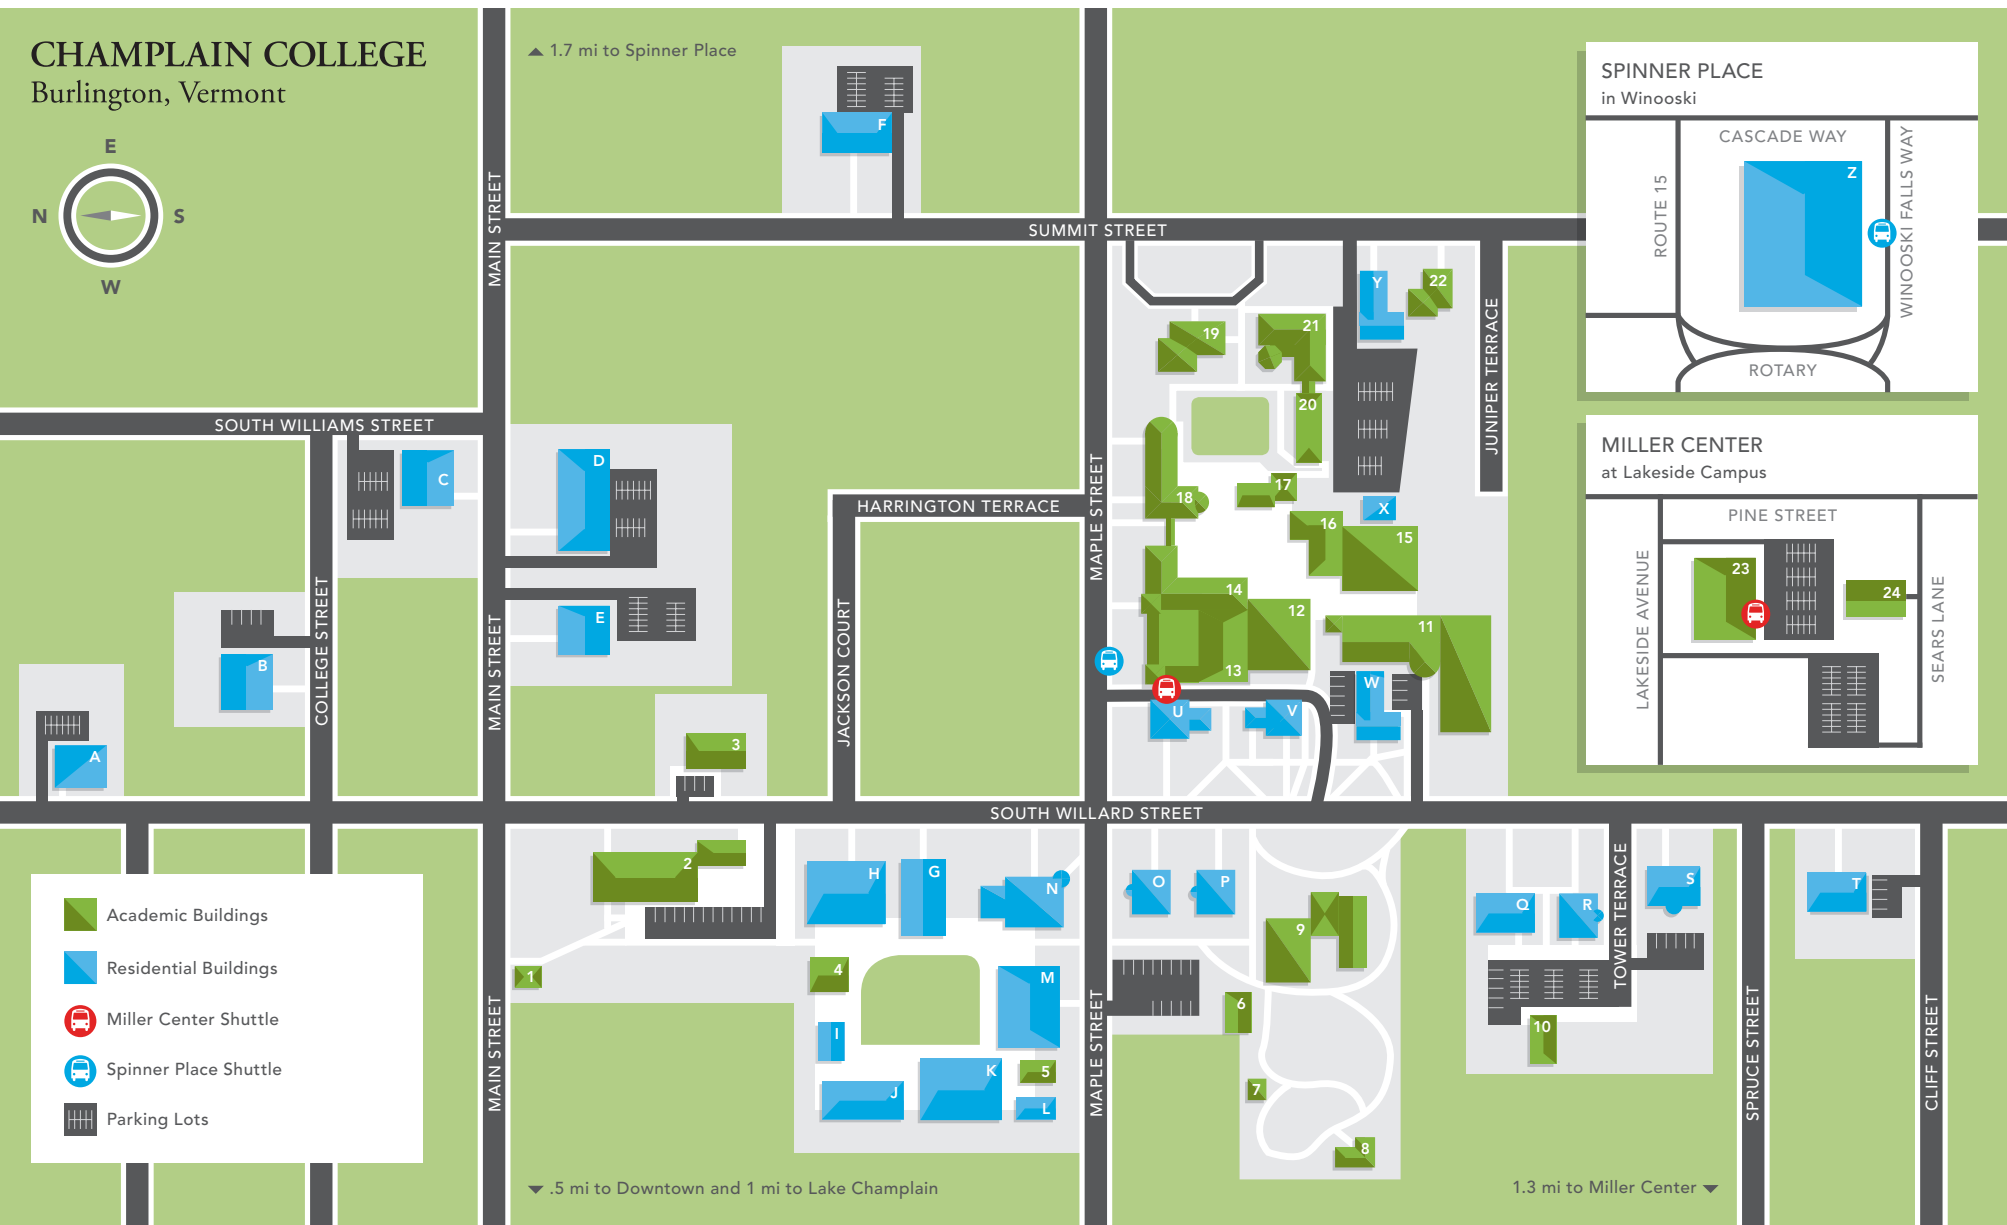 CHAMPLAIN COLLEGE
Burlington, Vermont
E
N
S
W
1.7 mi to Spinner Place
MAIN STREET
F
SUMMIT STREET
SPINNER PLACE
in Winooski
CASCADE WAY
Z
ROUTE 15
WINOOSKI FALLS WAY
ROTARY
Y
22
19
21
20
JUNIPER TERRACE
SOUTH WILLIAMS STREET
C
D
HARRINGTON TERRACE
MAPLE STREET
18
17
X
16
15
MILLER CENTER
at Lakeside Campus
PINE STREET
23
24
LAKESIDE AVENUE
SEARS LANE
COLLEGE STREET
B
A
E
MAIN STREET
JACKSON COURT
3
14
12
11
13
W
U
V
SOUTH WILLARD STREET
2
H
G
N
O
P
9
Q
R
S
T
TOWER TERRACE
Academic Buildings
Residential Buildings
Miller Center Shuttle
Spinner Place Shuttle
Parking Lots
1
4
M
6
10
MAIN STREET
I
J
K
5
L
MAPLE STREET
7
8
SPRUCE STREET
CLIFF STREET
.5 mi to Downtown and 1 mi to Lake Champlain
1.3 mi to Miller Center